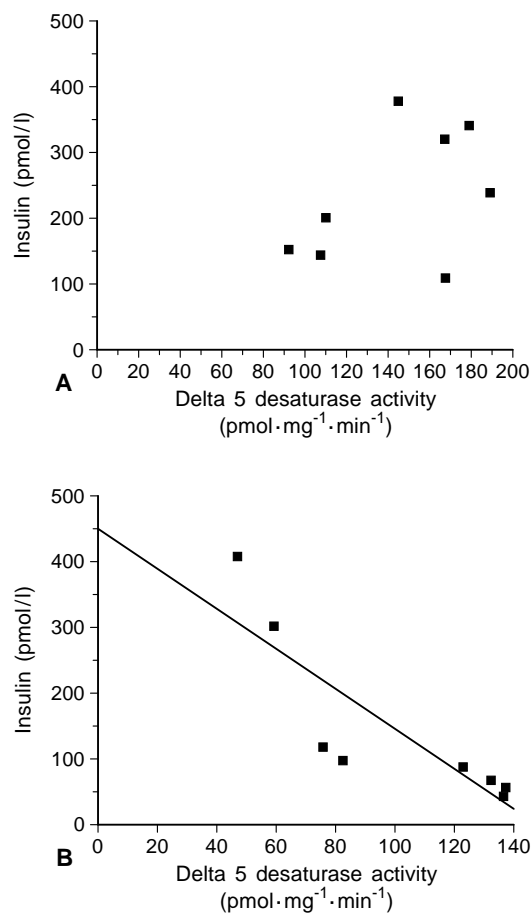 500
400
300
200
100
0
Insulin (pmol/l)
A
0 20 40 60 80 100 120 140 160 180 200
Delta 5 desaturase activity
(pmol·mg⁻¹·min⁻¹)
500
400
300
200
100
0
Insulin (pmol/l)
B
0 20 40 60 80 100 120 140
Delta 5 desaturase activity
(pmol·mg⁻¹·min⁻¹)